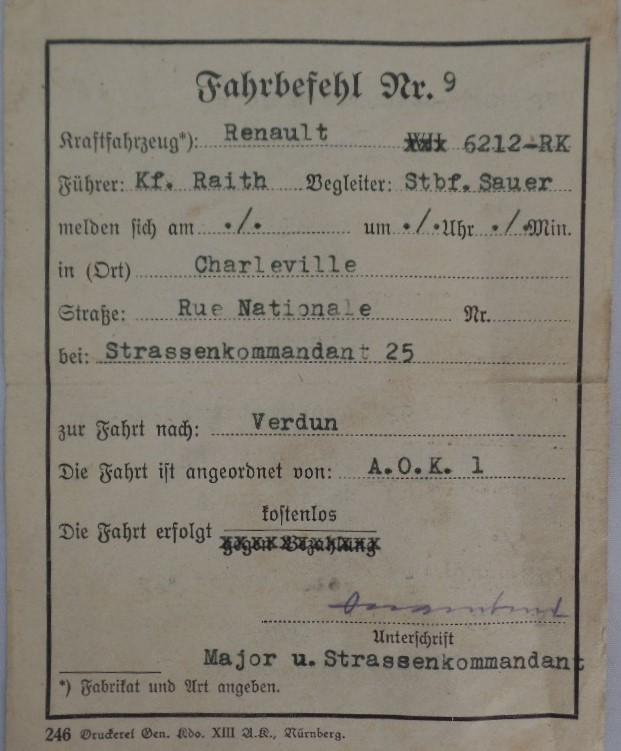 Fahrbefehl Nr. 9
Kraftfahrzeug*): Renault 6212-RK
Führer: Kf. Raith Begleiter: Stbf. Sauer
melden sich am ./. um ./.Uhr ./.Min.
in (Ort) Charleville
Straße: Rue Nationale Nr.
bei: Strassenkommandant 25
zur Fahrt nach: Verdun
Die Fahrt ist angeordnet von: A.O.K. 1
Die Fahrt erfolgt kostenlos
gegen Bezahlung
Unterschrift
Major u. Strassenkommandant
*) Fabrikat und Art angeben.
246 Druckerei Gen. Kdo. XIII A.K., Nürnberg.